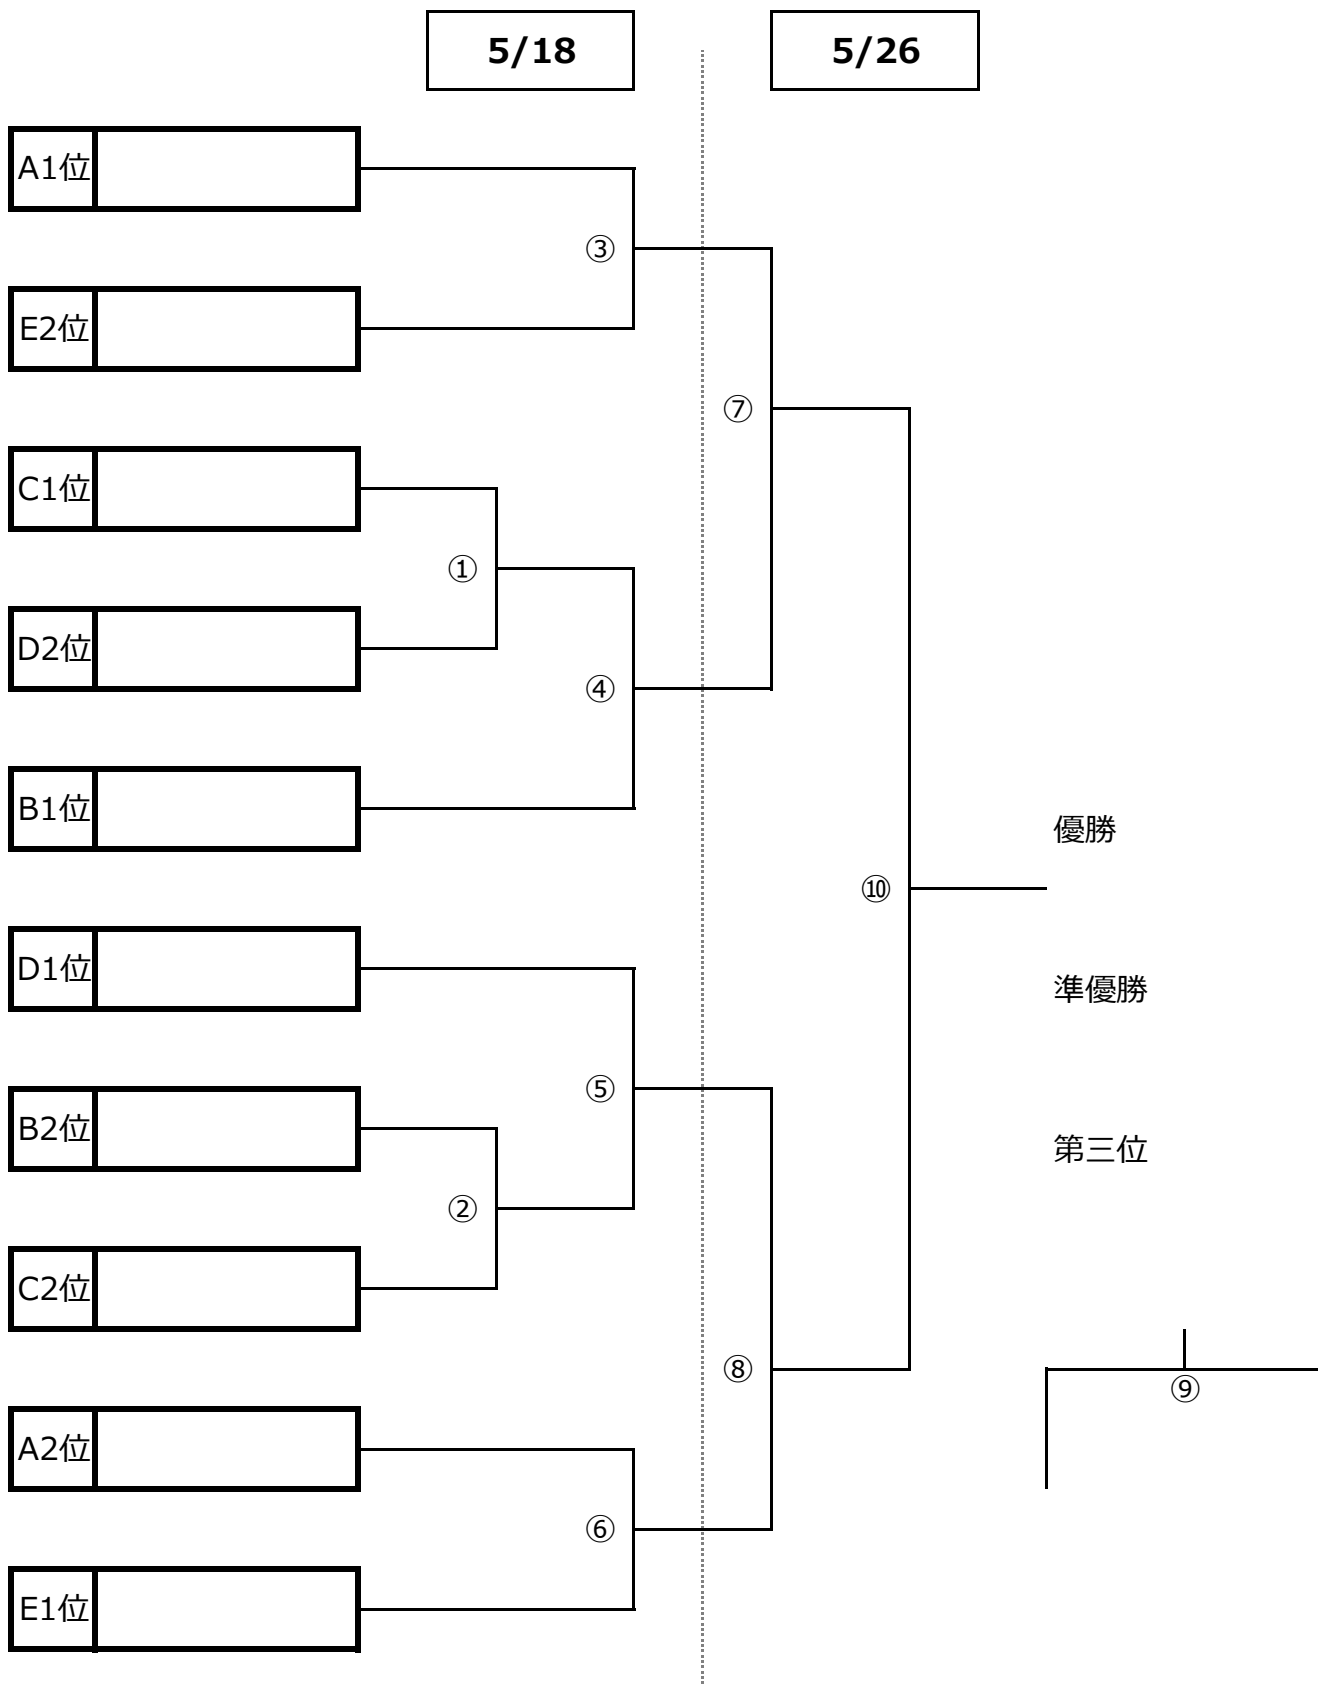 5/18
5/26
A1位
③
E2位
⑦
C1位
①
D2位
④
B1位
優勝
⑩
D1位
準優勝
⑤
B2位
第三位
②
C2位
⑧
⑨
A2位
⑥
E1位